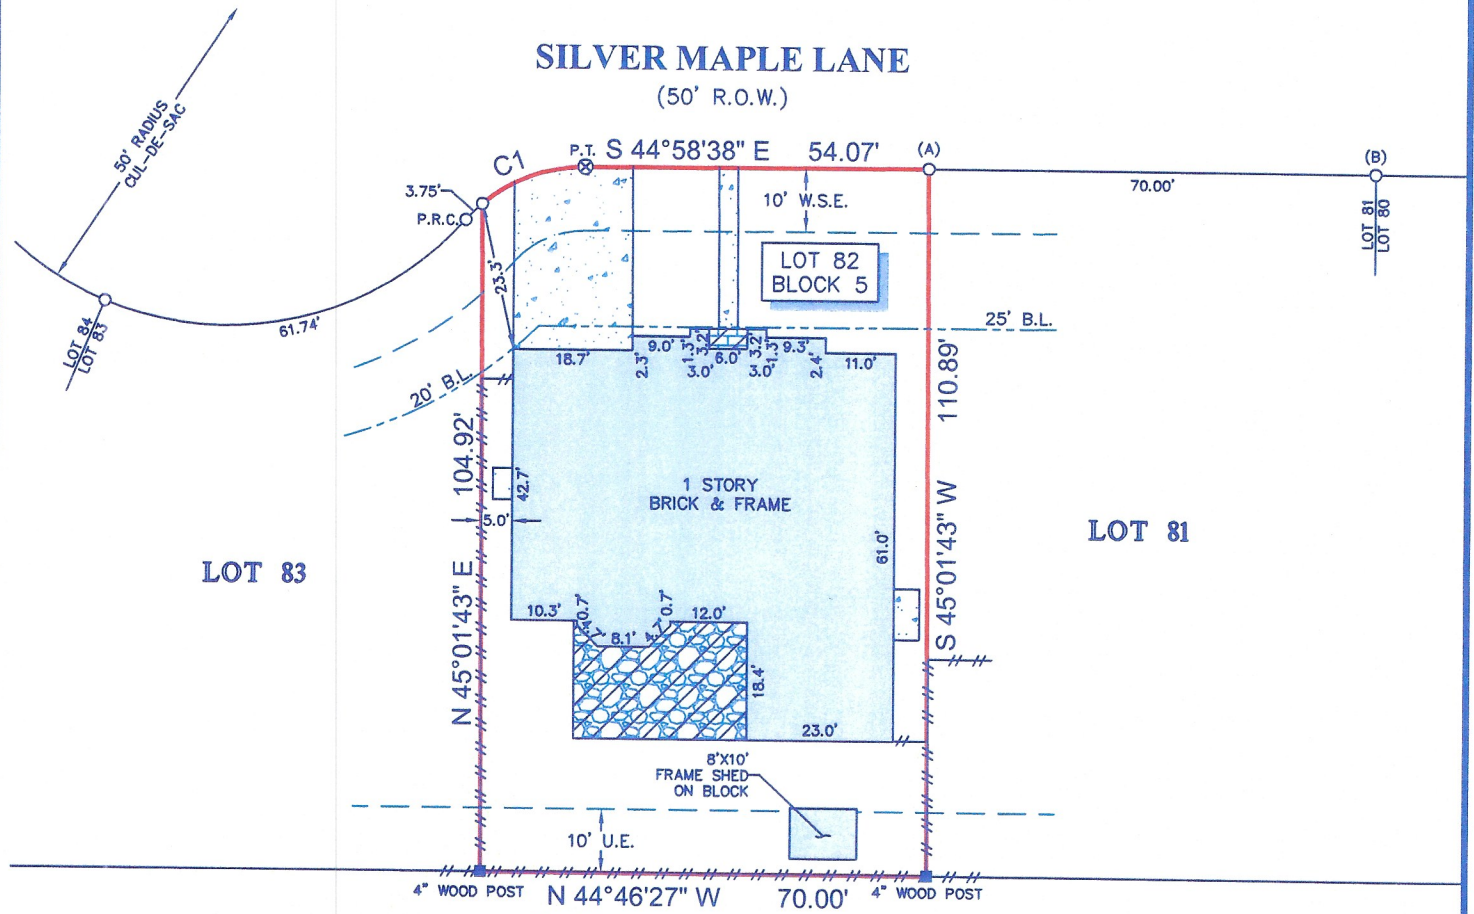 SILVER MAPLE LANE
(50' R.O.W.)
50' RADIUS
CUL-DE-SAC
C1
P.T.
S 44°58'38" E
54.07'
(A)
(B)
70.00'
3.75'
P.R.C.
10' W.S.E.
LOT 81
LOT 80
LOT 82
BLOCK 5
23.3'
61.74'
LOT 84
LOT 83
25' B.L.
20' B.L.
18.7'
2.3'
9.0'
1.3'
3.2'
3.0'
6.0'
3.2'
3.0'
1.3'
9.3'
2.4'
11.0'
110.89'
104.92'
42.7'
5.0'
1 STORY
BRICK & FRAME
61.0'
S 45°01'43" W
LOT 81
LOT 83
N 45°01'43" E
10.3'
0.7'
4.7'
8.1'
4.7'
0.7'
12.0'
18.4'
23.0'
8'X10'
FRAME SHED
ON BLOCK
10' U.E.
4" WOOD POST
N 44°46'27" W
70.00'
4" WOOD POST